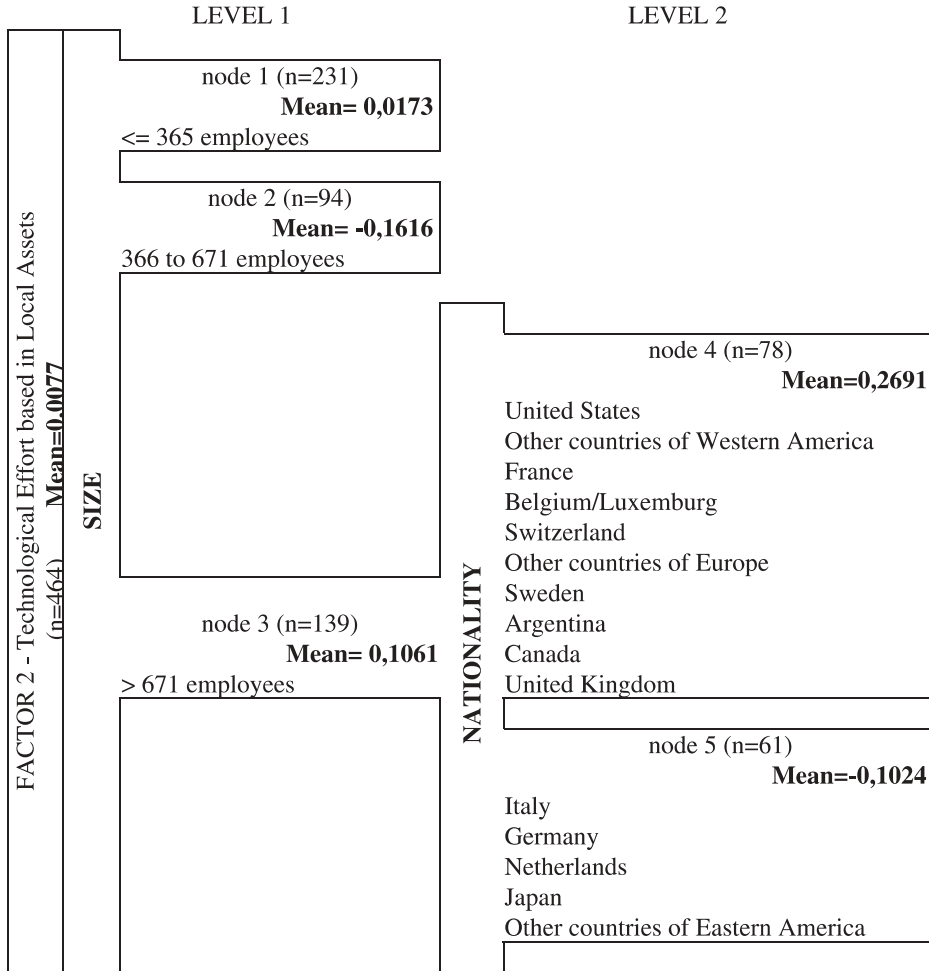 LEVEL 1
LEVEL 2
FACTOR 2 - Technological Effort based in Local Assets
(n=464) Mean=0.0077
SIZE
node 1 (n=231)
Mean= 0,0173
<= 365 employees
node 2 (n=94)
Mean= -0,1616
366 to 671 employees
node 3 (n=139)
Mean= 0,1061
> 671 employees
NATIONALITY
node 4 (n=78)
Mean=0,2691
United States
Other countries of Western America
France
Belgium/Luxemburg
Switzerland
Other countries of Europe
Sweden
Argentina
Canada
United Kingdom
node 5 (n=61)
Mean=-0,1024
Italy
Germany
Netherlands
Japan
Other countries of Eastern America